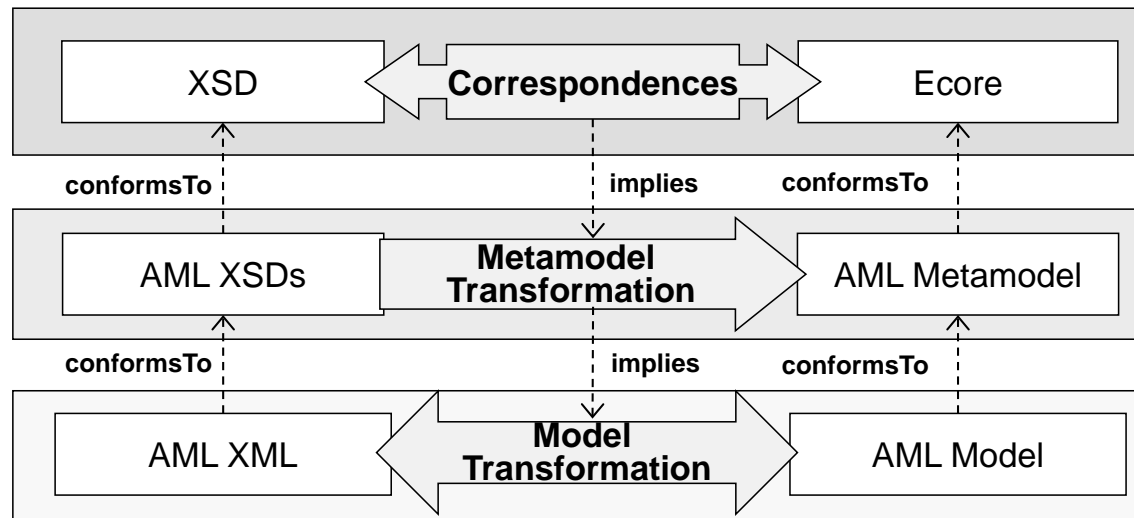 XSD
Correspondences
Ecore
conformsTo
implies
conformsTo
AML XSDs
Metamodel
Transformation
AML Metamodel
conformsTo
implies
conformsTo
AML XML
Model
Transformation
AML Model